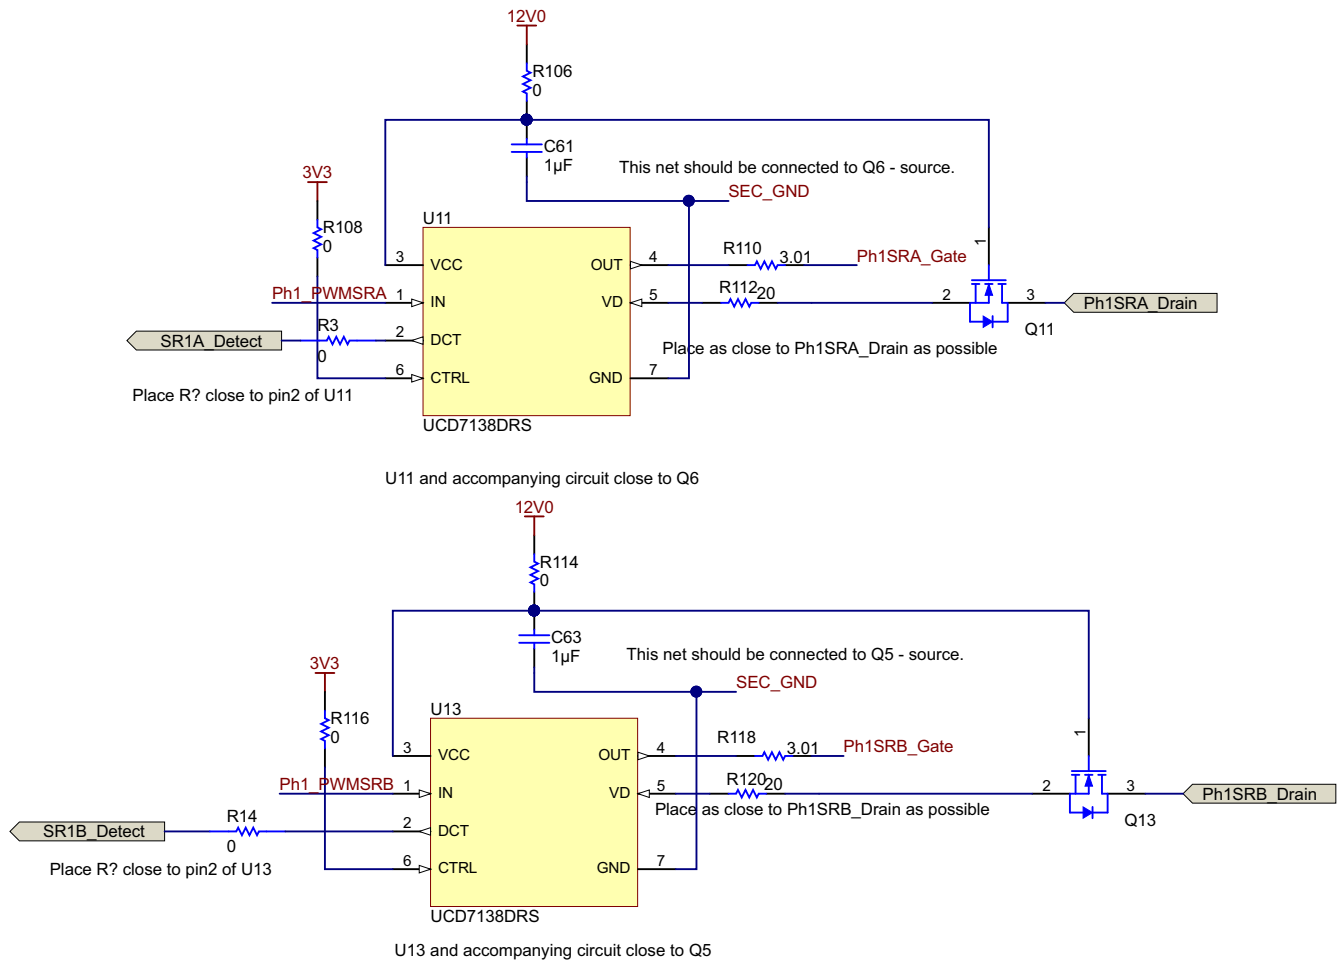 12V0
R106
0
C61
1µF
This net should be connected to Q6 - source.
SEC_GND
3V3
R108
0
U11
3 VCC
OUT 4
R110
3.01
Ph1SRA_Gate
1
Ph1_PWMSRA
1 IN
VD 5
R112
20
2
3
Ph1SRA_Drain
Q11
SR1A_Detect
R3
0
2 DCT
Place as close to Ph1SRA_Drain as possible
6 CTRL
GND 7
Place R? close to pin2 of U11
UCD7138DRS
U11 and accompanying circuit close to Q6
12V0
R114
0
C63
1µF
This net should be connected to Q5 - source.
SEC_GND
3V3
R116
0
U13
3 VCC
OUT 4
R118
3.01
Ph1SRB_Gate
1
Ph1_PWMSRB
1 IN
VD 5
R120
20
2
3
Ph1SRB_Drain
Q13
Place as close to Ph1SRB_Drain as possible
SR1B_Detect
R14
0
2 DCT
6 CTRL
GND 7
Place R? close to pin2 of U13
UCD7138DRS
U13 and accompanying circuit close to Q5